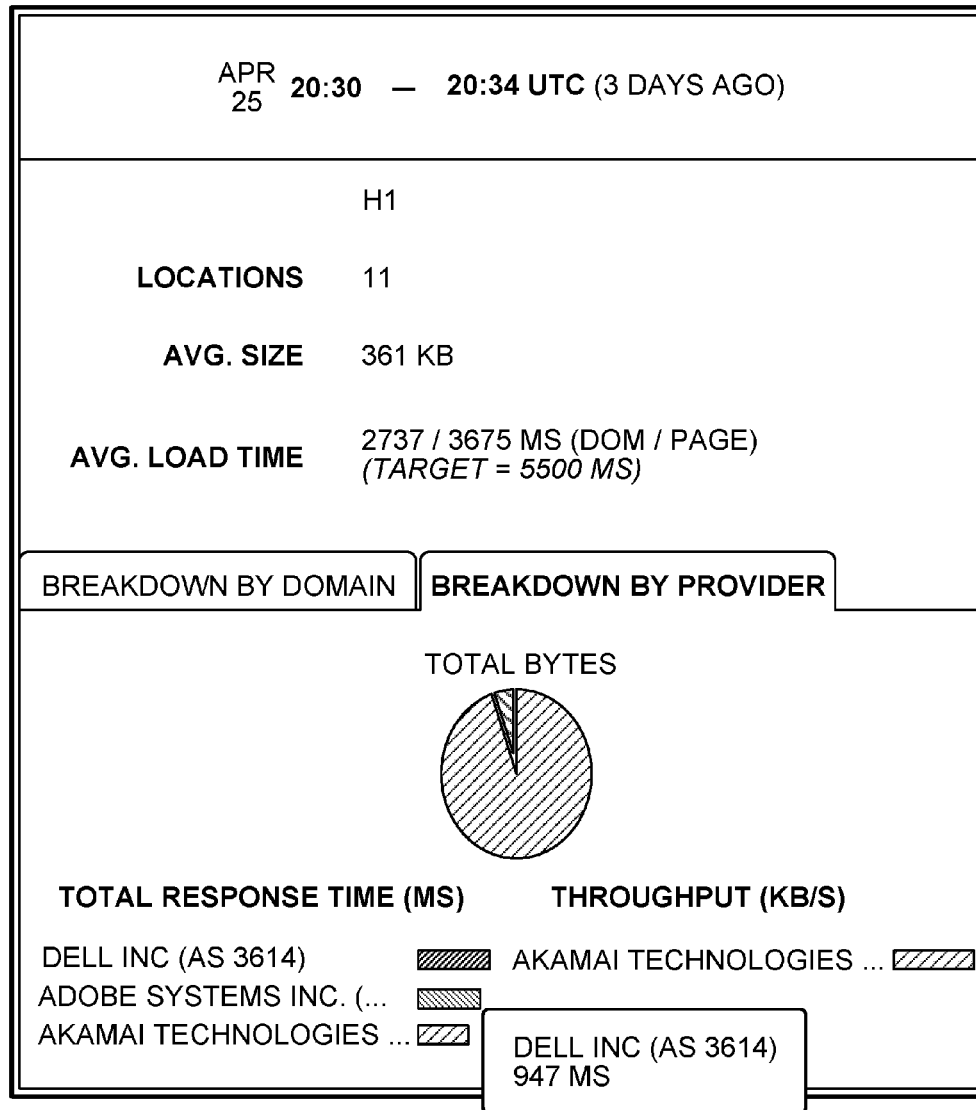 APR
25 20:30 — 20:34 UTC (3 DAYS AGO)
H1
LOCATIONS 11
AVG. SIZE 361 KB
AVG. LOAD TIME 2737 / 3675 MS (DOM / PAGE)
(TARGET = 5500 MS)
BREAKDOWN BY DOMAIN BREAKDOWN BY PROVIDER
TOTAL BYTES
TOTAL RESPONSE TIME (MS) THROUGHPUT (KB/S)
DELL INC (AS 3614) AKAMAI TECHNOLOGIES ...
ADOBE SYSTEMS INC. (...
AKAMAI TECHNOLOGIES ...
DELL INC (AS 3614)
947 MS